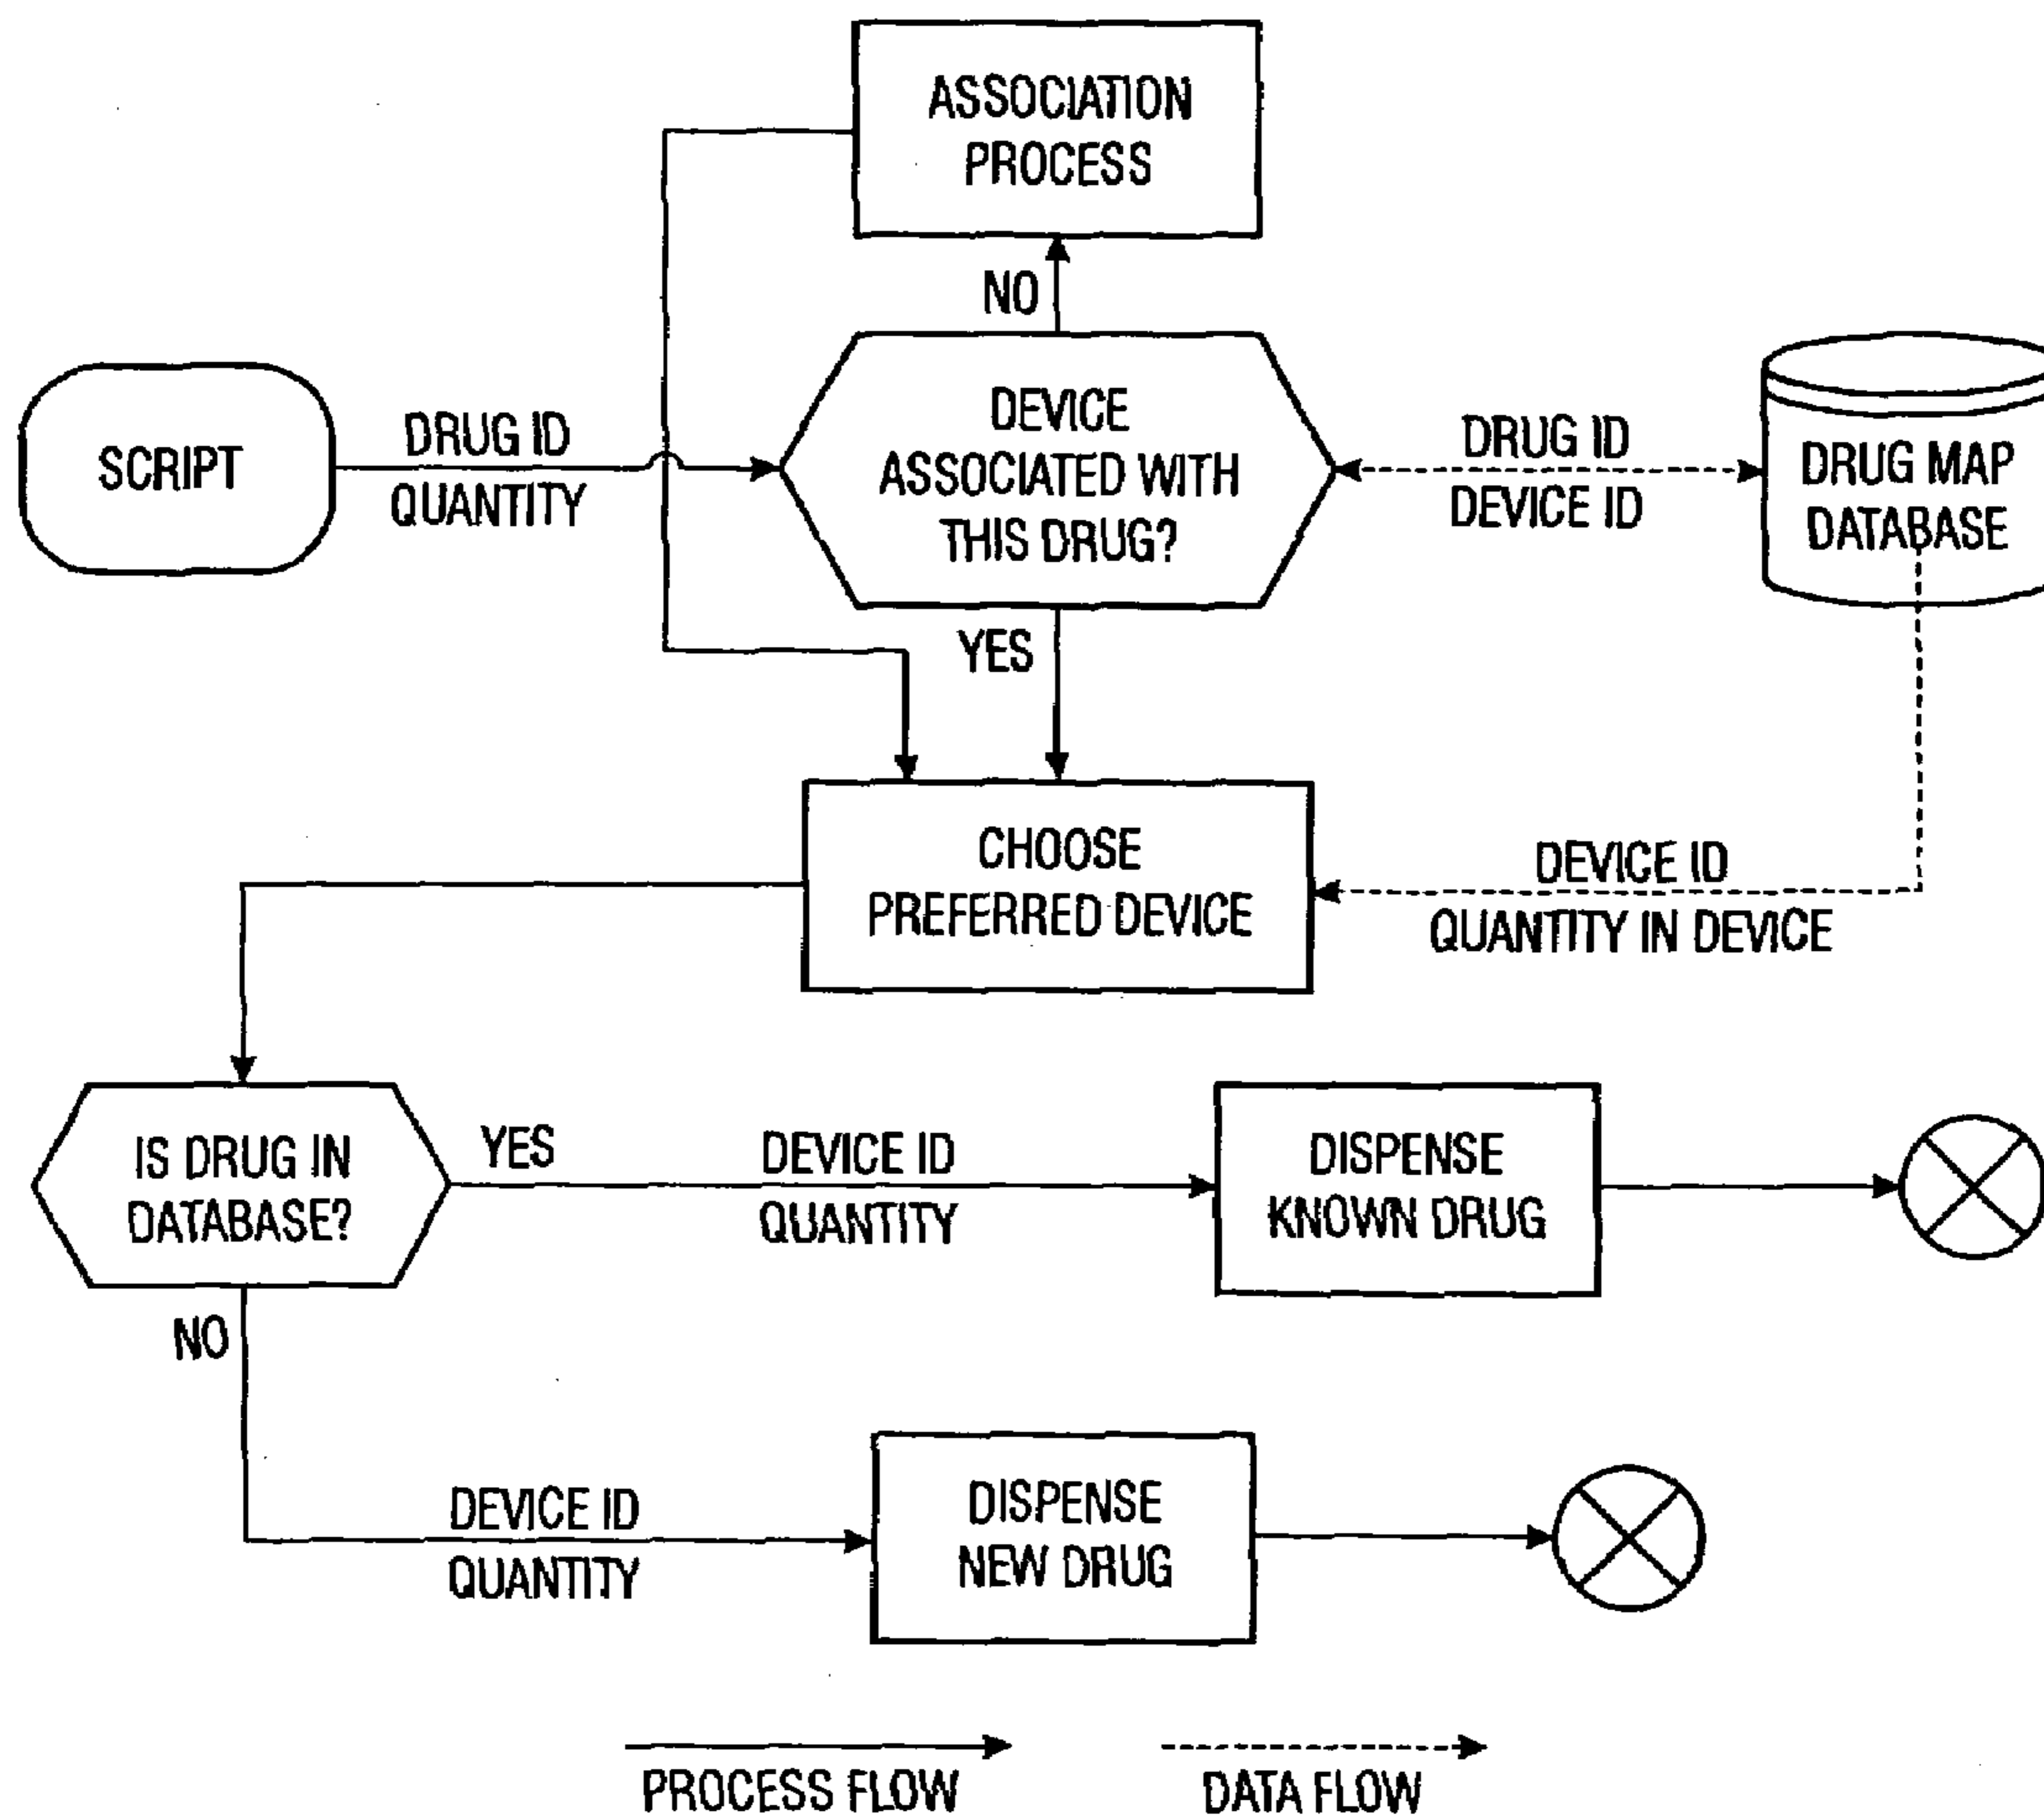 ASSOCIATION
PROCESS
NO
SCRIPT
DRUG ID
QUANTITY
DEVICE
ASSOCIATED WITH
THIS DRUG?
DRUG ID
DEVICE ID
DRUG MAP
DATABASE
YES
CHOOSE
PREFERRED DEVICE
DEVICE ID
QUANTITY IN DEVICE
IS DRUG IN
DATABASE?
YES
DEVICE ID
QUANTITY
DISPENSE
KNOWN DRUG
NO
DEVICE ID
QUANTITY
DISPENSE
NEW DRUG
PROCESS FLOW
DATA FLOW